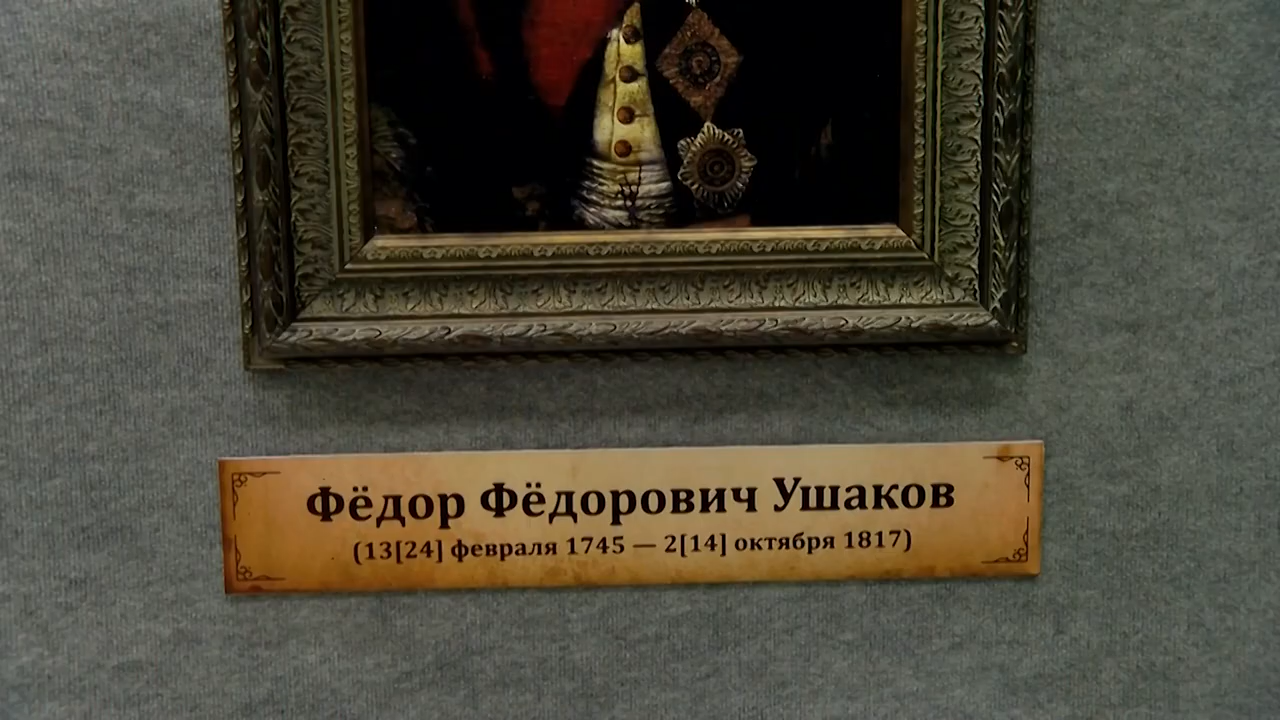 Фёдор Фёдорович Ушаков
(13[24] февраля 1745 — 2[14] октября 1817)